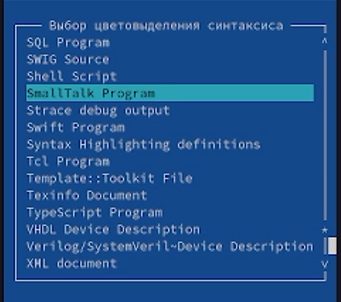 Выбор цветовыделения синтаксиса
SQL Program
SWIG Source
Shell Script
SmallTalk Program
Strace debug output
Swift Program
Syntax Highlighting definitions
Tcl Program
Template::Toolkit File
Texinfo Document
TypeScript Program
VHDL Device Description
Verilog/SystemVeril~Device Description
XML document